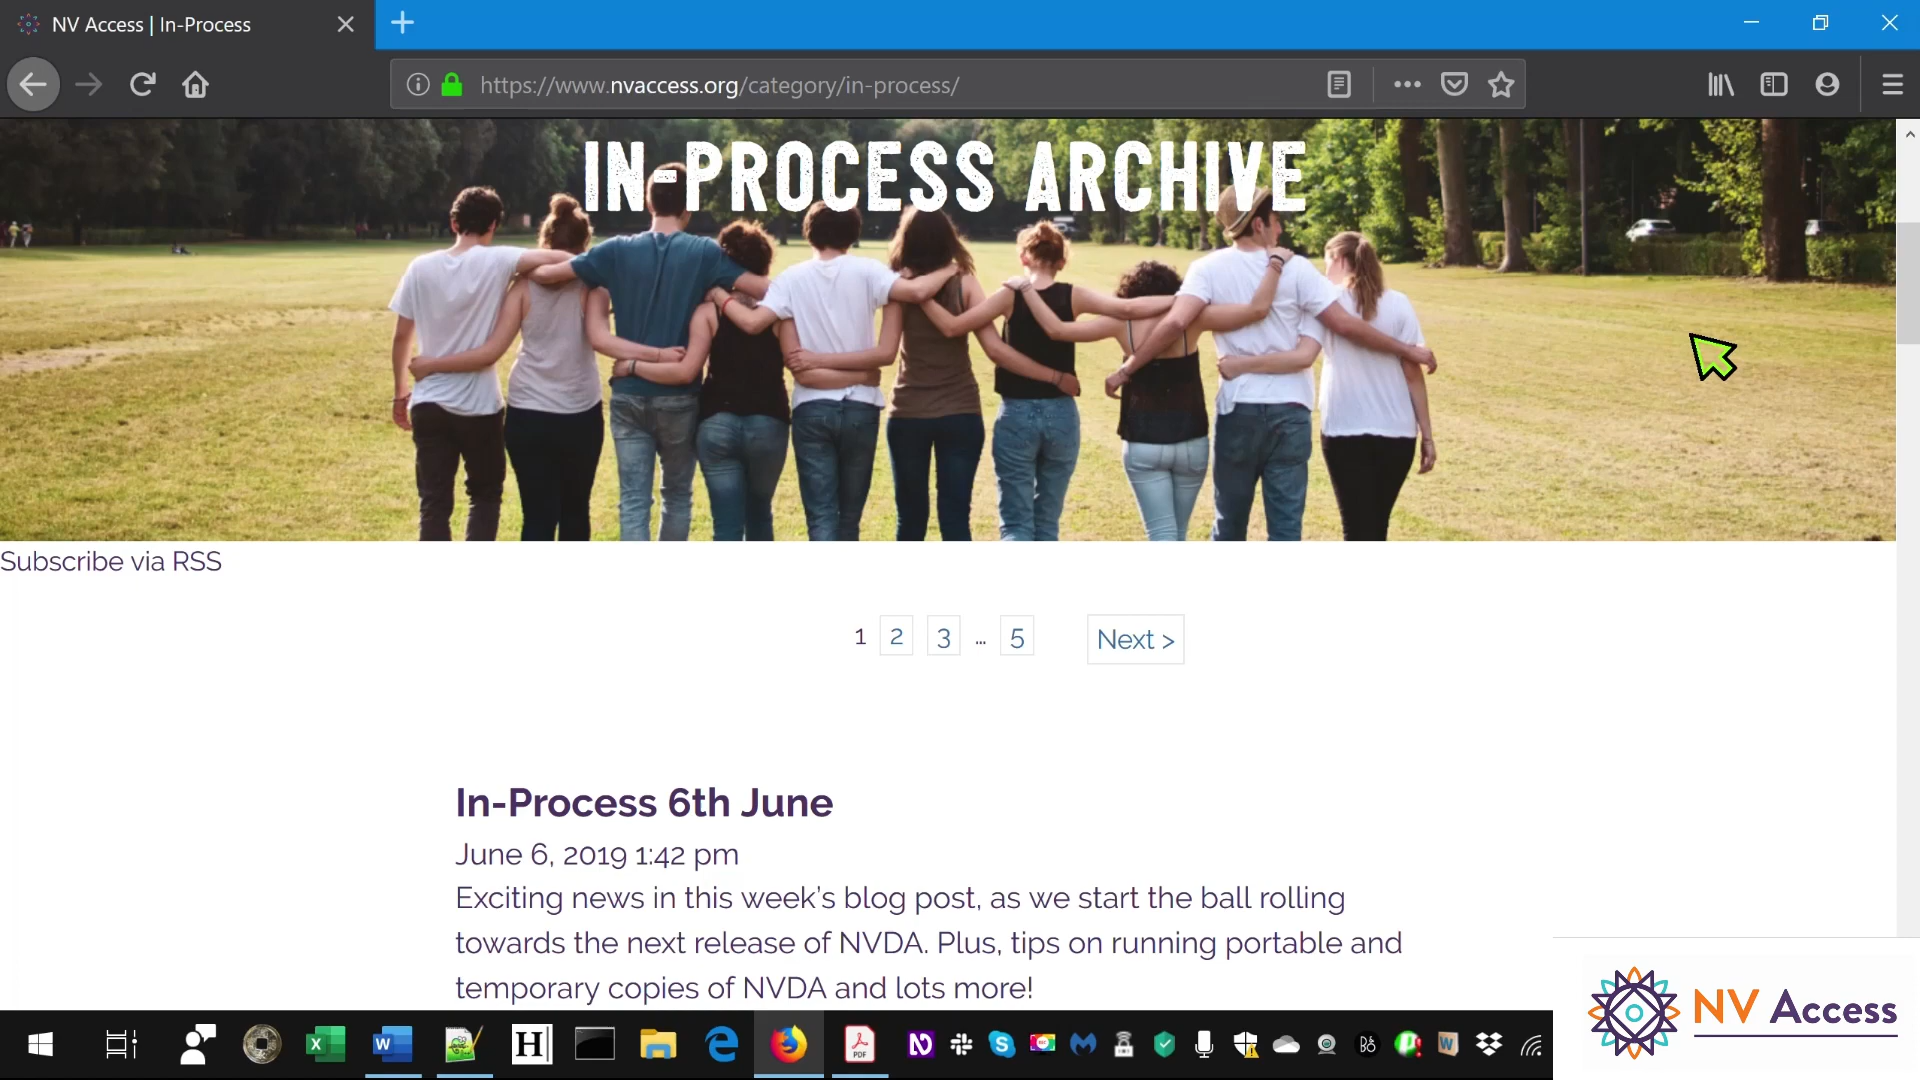 NV Access | In-Process
https://www.nvaccess.org/category/in-process/
IN-PROCESS ARCHIVE
Subscribe via RSS
1 2 3 ... 5 Next >
In-Process 6th June
June 6, 2019 1:42 pm
Exciting news in this week’s blog post, as we start the ball rolling
towards the next release of NVDA. Plus, tips on running portable and
temporary copies of NVDA and lots more!
NV Access